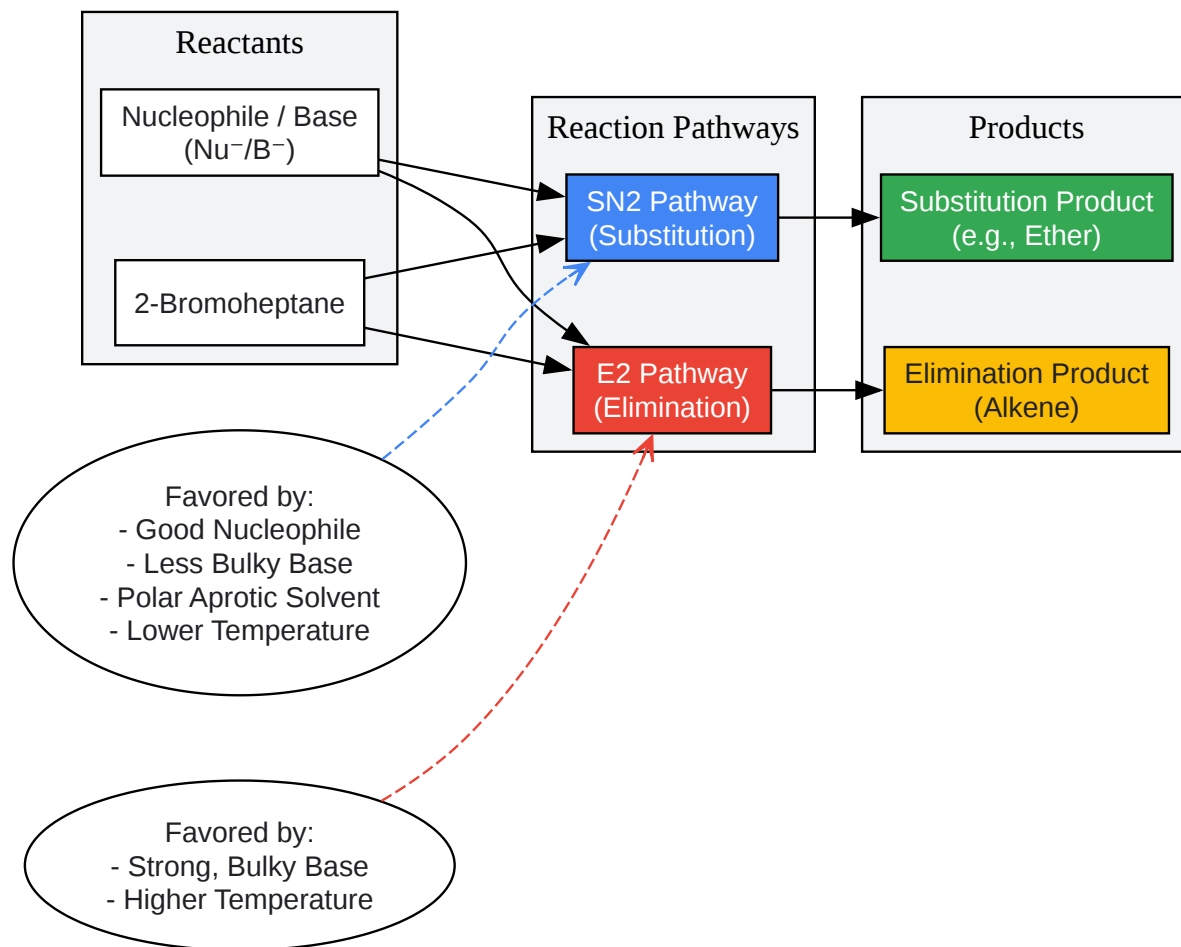 Reactants
Nucleophile / Base
(Nu⁻/B⁻)
2-Bromoheptane
Reaction Pathways
SN2 Pathway
(Substitution)
E2 Pathway
(Elimination)
Products
Substitution Product
(e.g., Ether)
Elimination Product
(Alkene)
Favored by:
- Good Nucleophile
- Less Bulky Base
- Polar Aprotic Solvent
- Lower Temperature
Favored by:
- Strong, Bulky Base
- Higher Temperature